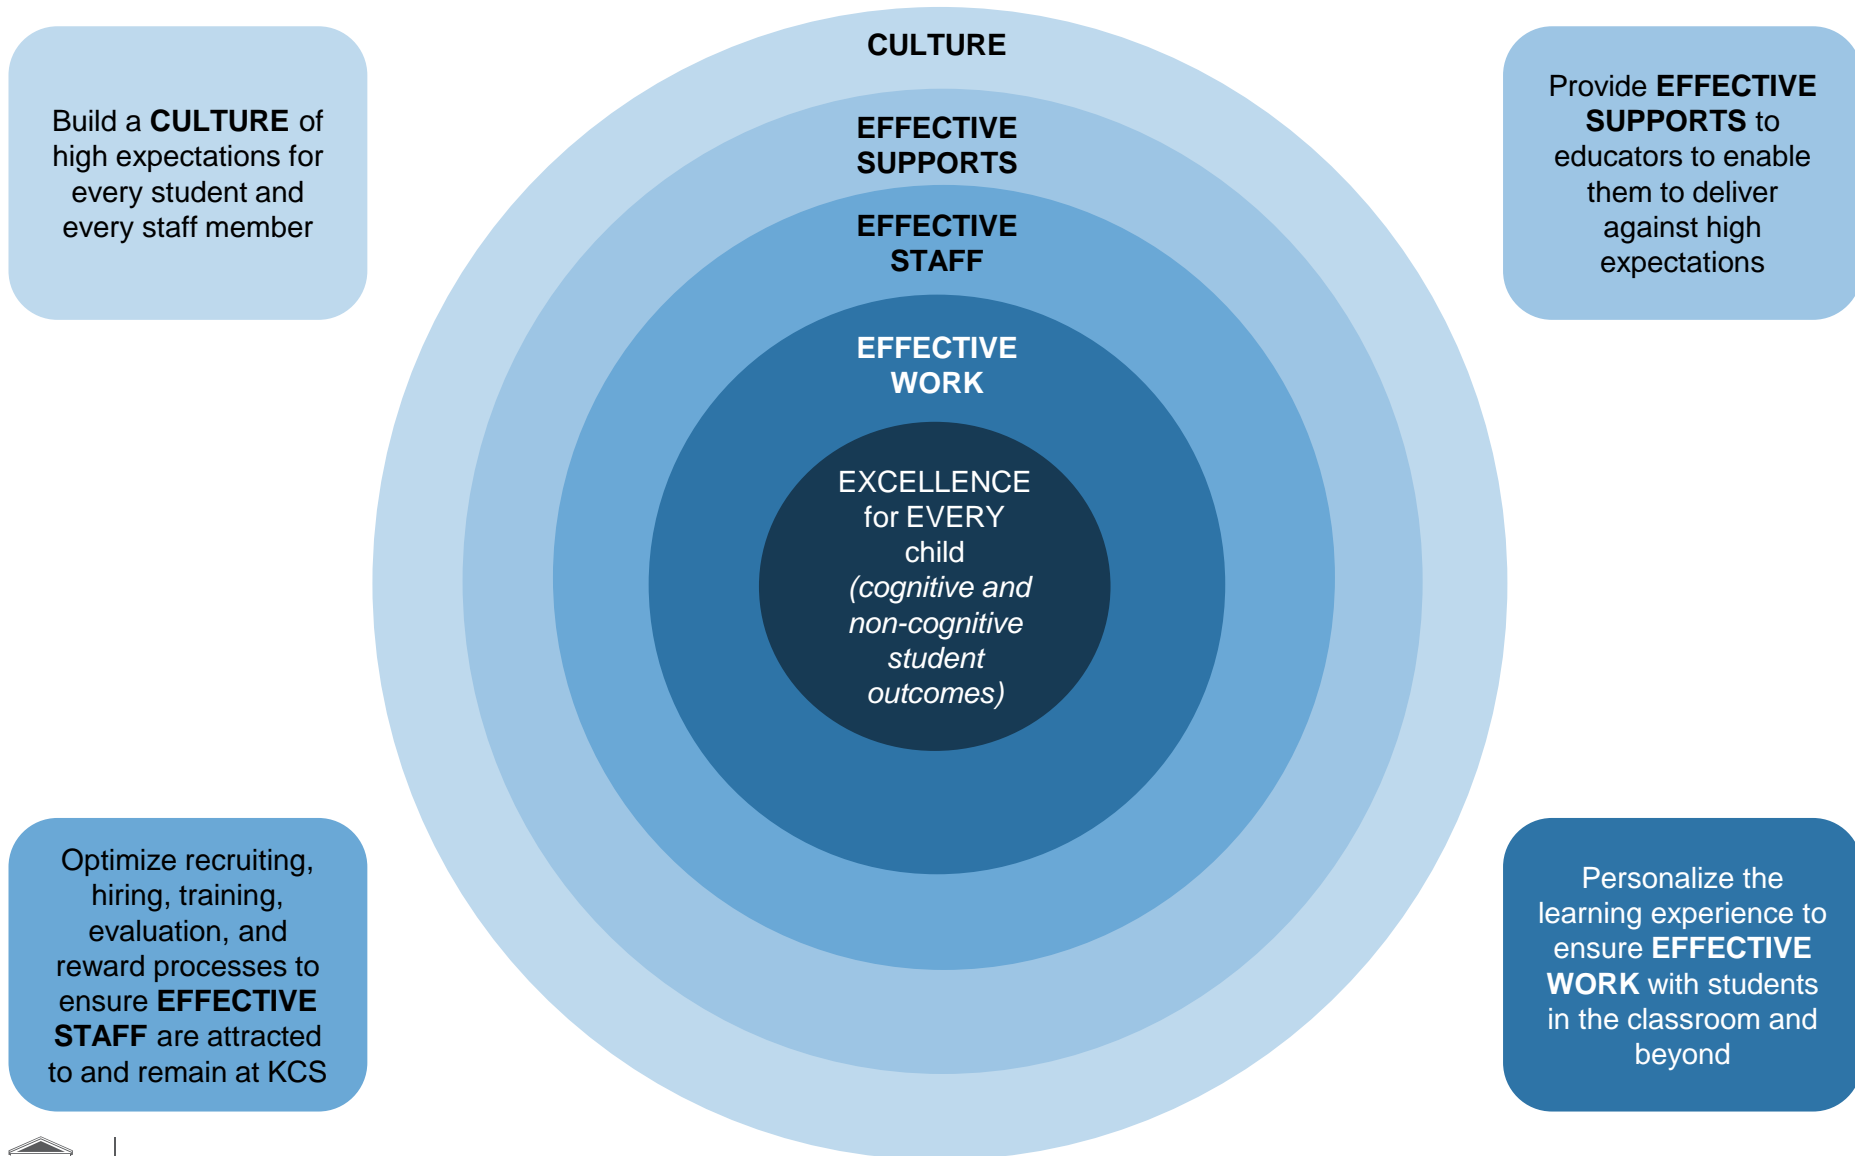 CULTURE
EFFECTIVE
SUPPORTS
EFFECTIVE
STAFF
EFFECTIVE
WORK
EXCELLENCE
for EVERY
child
(cognitive and
non-cognitive
student
outcomes)
Build a CULTURE of
high expectations for
every student and
every staff member
Provide EFFECTIVE
SUPPORTS to
educators to enable
them to deliver
against high
expectations
Optimize recruiting,
hiring, training,
evaluation, and
reward processes to
ensure EFFECTIVE
STAFF are attracted
to and remain at KCS
Personalize the
learning experience to
ensure EFFECTIVE
WORK with students
in the classroom and
beyond